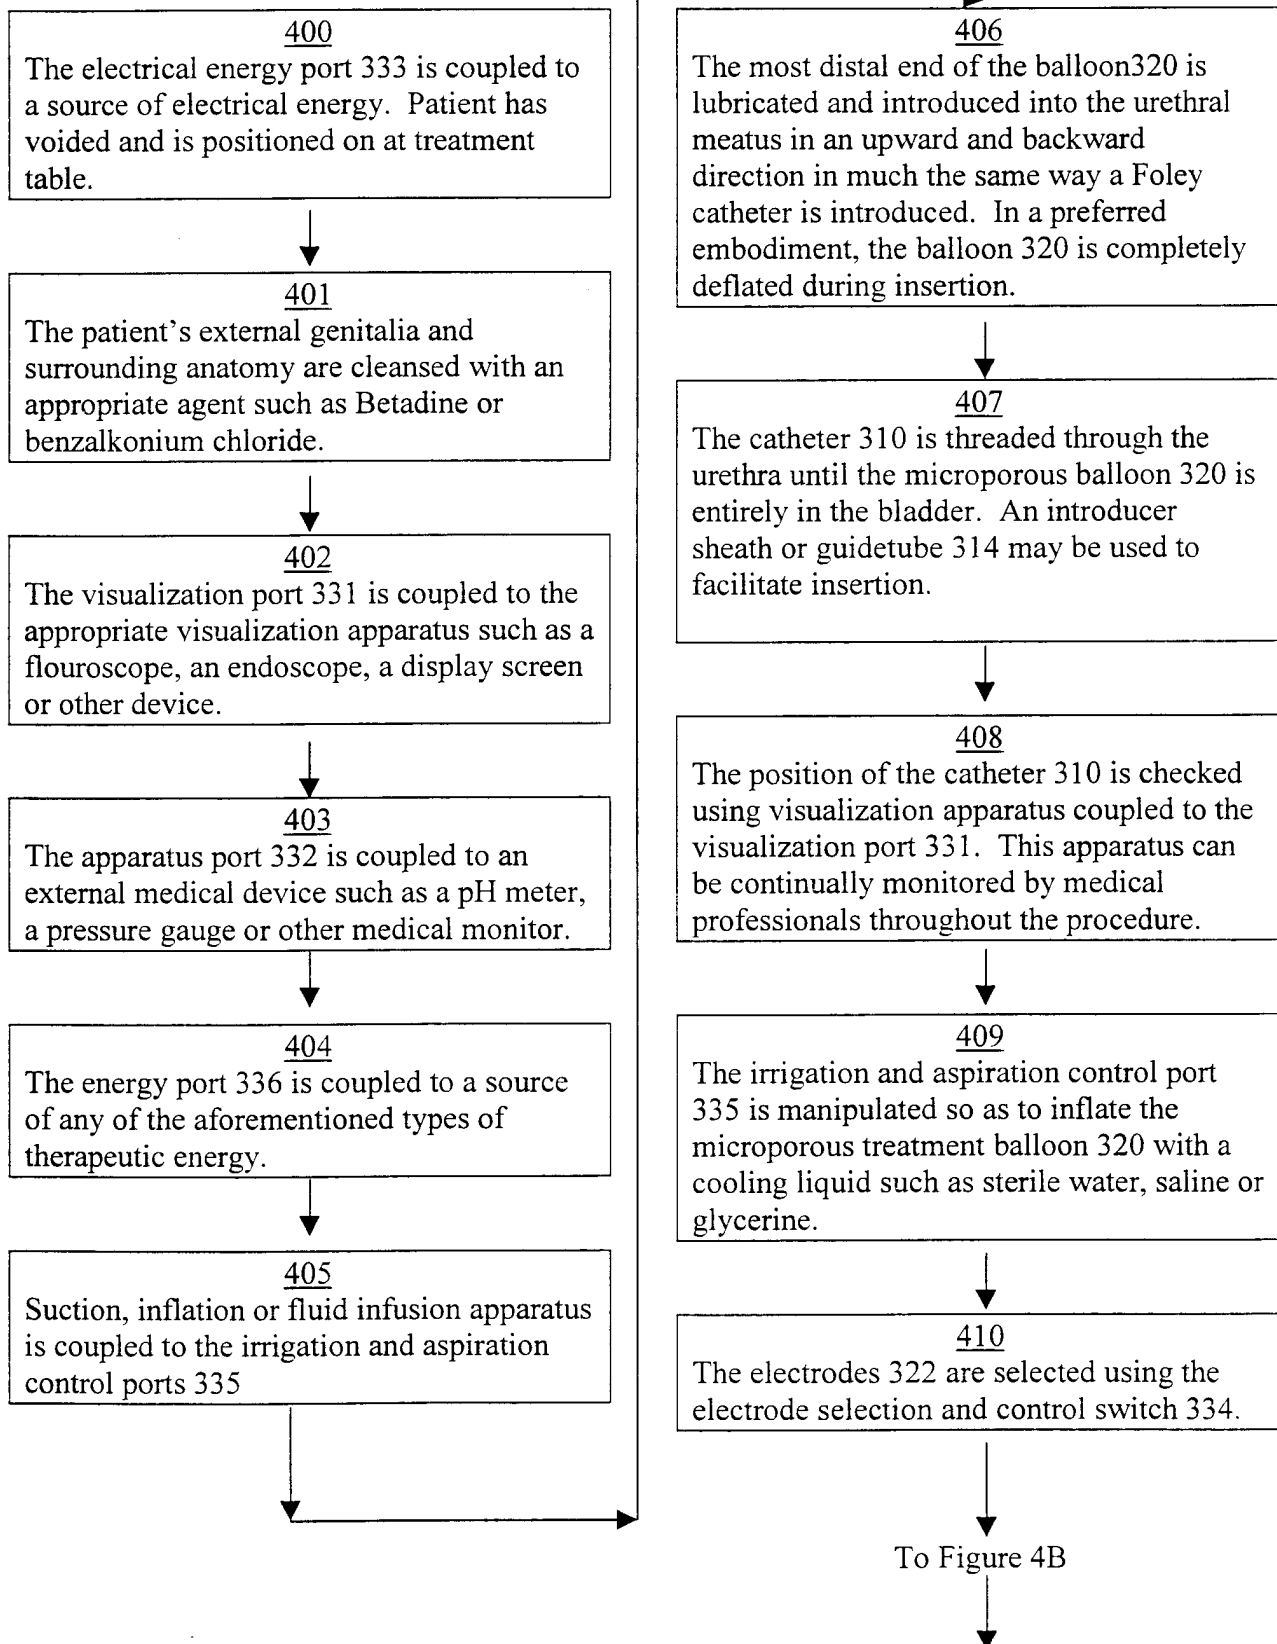 400
The electrical energy port 333 is coupled to
a source of electrical energy. Patient has
voided and is positioned on at treatment
table.
401
The patient's external genitalia and
surrounding anatomy are cleansed with an
appropriate agent such as Betadine or
benzalkonium chloride.
402
The visualization port 331 is coupled to the
appropriate visualization apparatus such as a
flouroscope, an endoscope, a display screen
or other device.
403
The apparatus port 332 is coupled to an
external medical device such as a pH meter,
a pressure gauge or other medical monitor.
404
The energy port 336 is coupled to a source
of any of the aforementioned types of
therapeutic energy.
405
Suction, inflation or fluid infusion apparatus
is coupled to the irrigation and aspiration
control ports 335
406
The most distal end of the balloon320 is
lubricated and introduced into the urethral
meatus in an upward and backward
direction in much the same way a Foley
catheter is introduced. In a preferred
embodiment, the balloon 320 is completely
deflated during insertion.
407
The catheter 310 is threaded through the
urethra until the microporous balloon 320 is
entirely in the bladder. An introducer
sheath or guidetube 314 may be used to
facilitate insertion.
408
The position of the catheter 310 is checked
using visualization apparatus coupled to the
visualization port 331. This apparatus can
be continually monitored by medical
professionals throughout the procedure.
409
The irrigation and aspiration control port
335 is manipulated so as to inflate the
microporous treatment balloon 320 with a
cooling liquid such as sterile water, saline or
glycerine.
410
The electrodes 322 are selected using the
electrode selection and control switch 334.
To Figure 4B